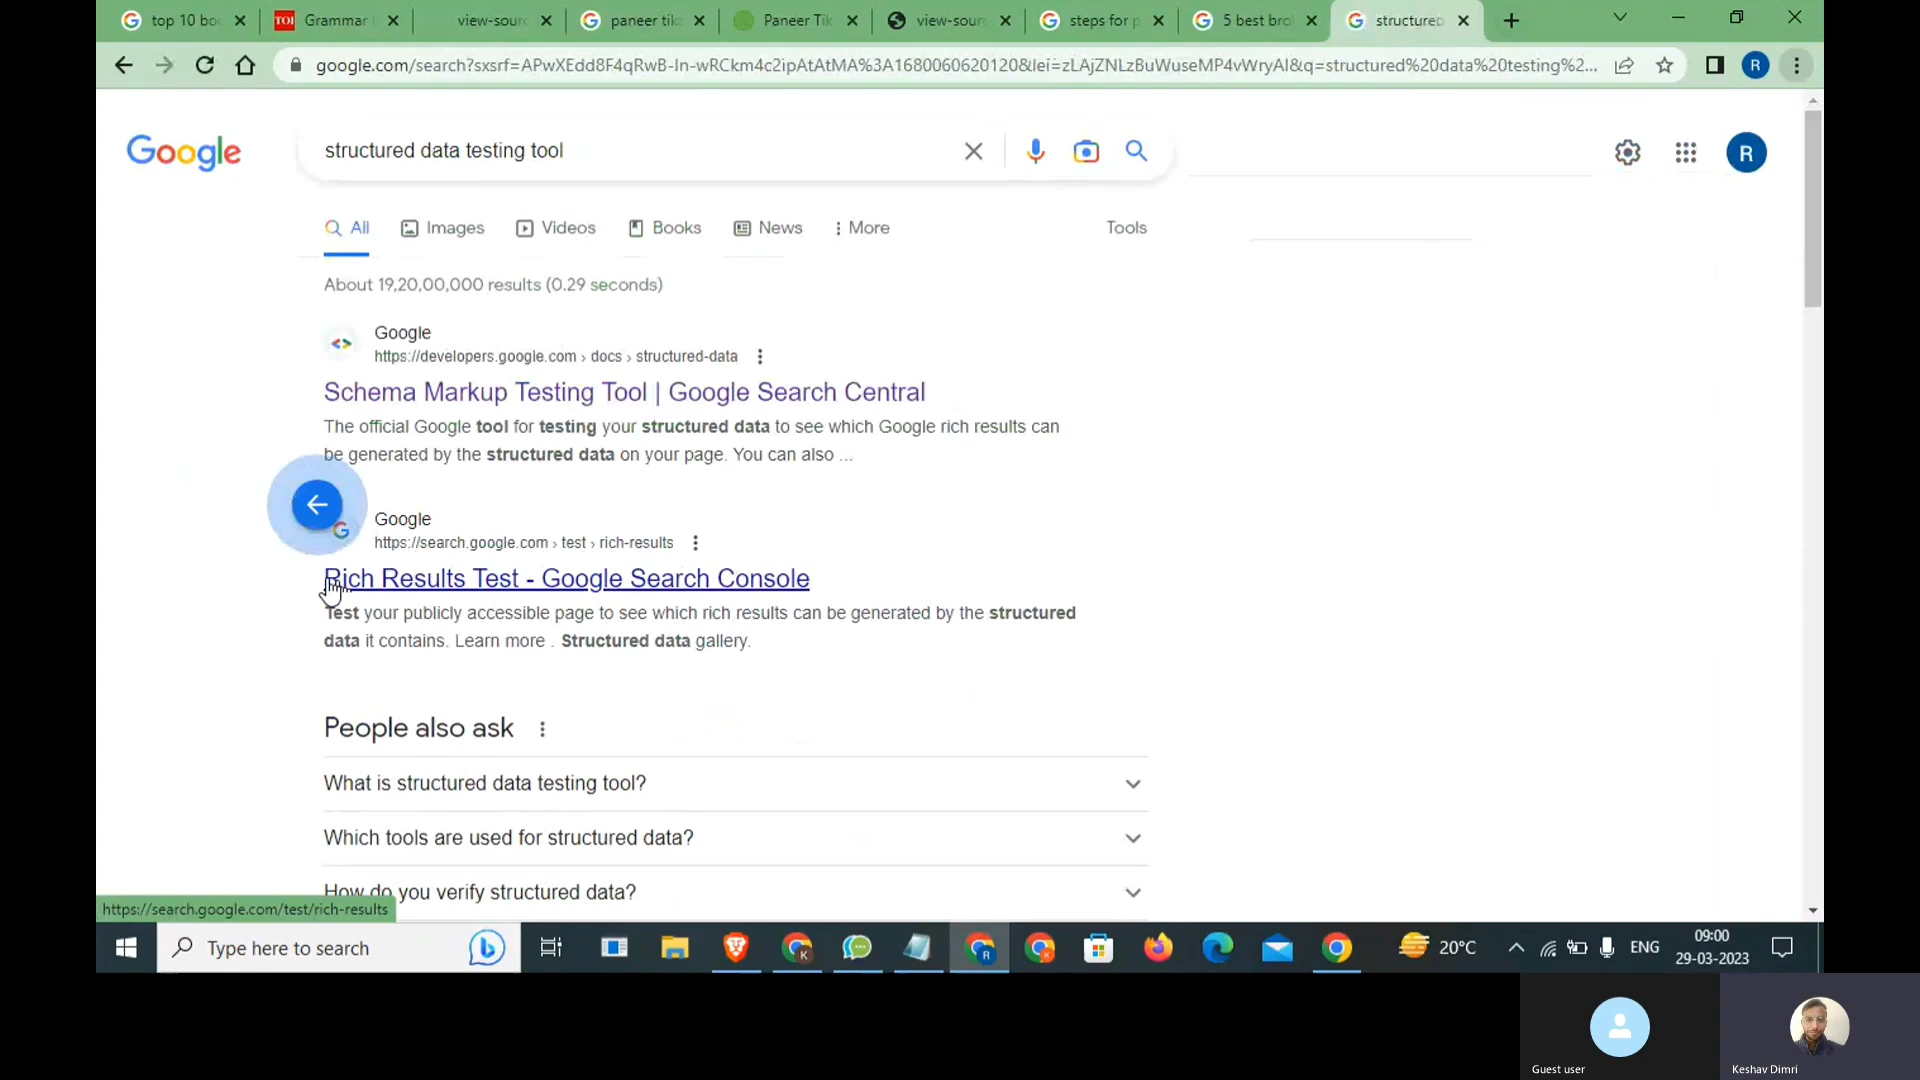 top 10 boo
TOI
Grammar
view-sour
paneer tik
Paneer Tik
view-sour
steps for p
5 best bro
structured
google.com/search?sxsrf=APwXEdd8F4qRwB-In-wRCkm4c2ipAtAtMA%3A1680060620120&lei=zLAjZNLzBuWuseMP4vWryAI&q=structured%20data%20testing%2...
R
Google
structured data testing tool
R
All
Images
Videos
Books
News
More
Tools
About 19,20,00,000 results (0.29 seconds)
Google
https://developers.google.com › docs › structured-data
Schema Markup Testing Tool | Google Search Central
The official Google tool for testing your structured data to see which Google rich results can
be generated by the structured data on your page. You can also ...
Google
https://search.google.com › test › rich-results
Rich Results Test - Google Search Console
Test your publicly accessible page to see which rich results can be generated by the structured
data it contains. Learn more . Structured data gallery.
People also ask
What is structured data testing tool?
Which tools are used for structured data?
How do you verify structured data?
https://search.google.com/test/rich-results
Type here to search
20°C
ENG
09:00
29-03-2023
Guest user
Keshav Dimri